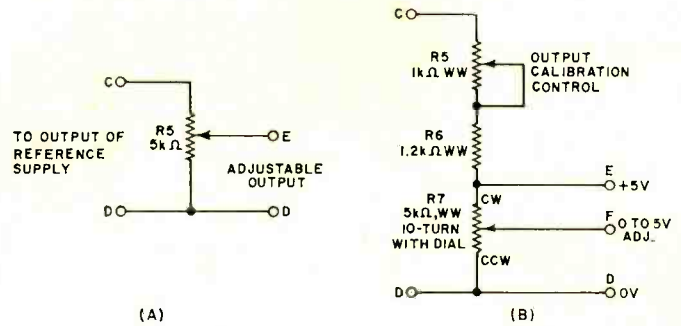 C
R5
5kΩ
E
TO OUTPUT OF
REFERENCE
SUPPLY
ADJUSTABLE
OUTPUT
D
D
(A)
C
R5
1kΩ WW
OUTPUT
CALIBRATION
CONTROL
R6
1.2kΩ WW
E
+5V
R7
5kΩ, WW
10-TURN
WITH DIAL
CW
F
0 TO 5V
ADJ.
CCW
D
D
0V
(B)